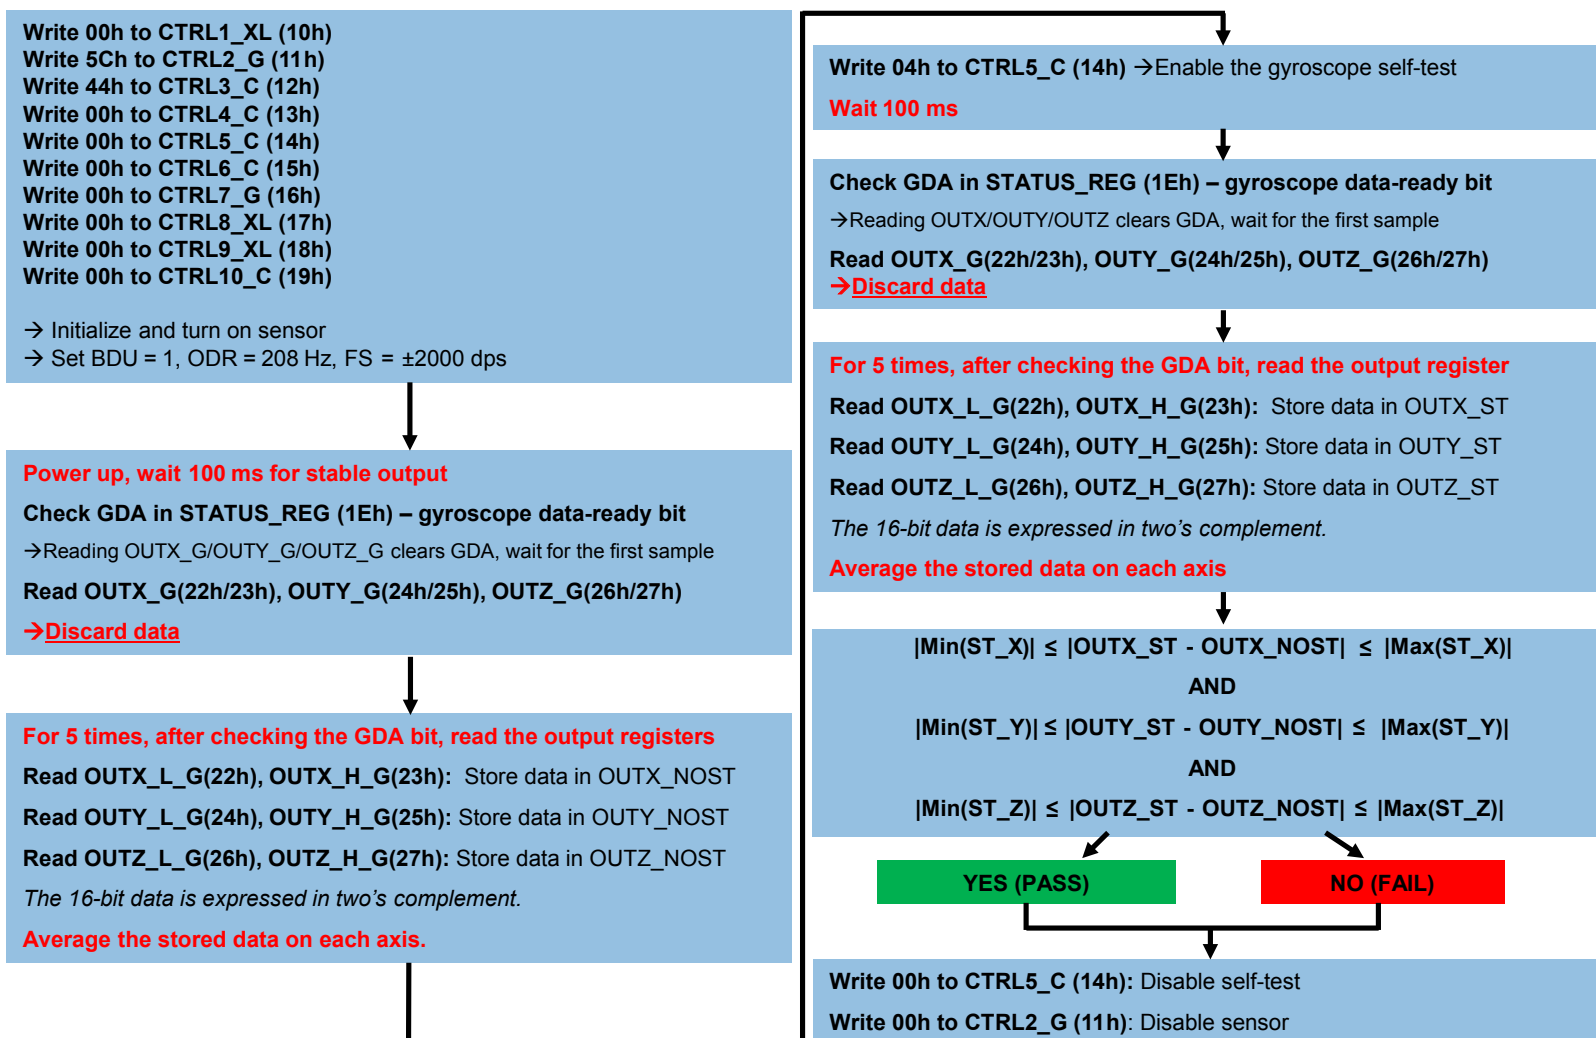 Write 00h to CTRL1_XL (10h)
Write 5Ch to CTRL2_G (11h)
Write 44h to CTRL3_C (12h)
Write 00h to CTRL4_C (13h)
Write 00h to CTRL5_C (14h)
Write 00h to CTRL6_C (15h)
Write 00h to CTRL7_G (16h)
Write 00h to CTRL8_XL (17h)
Write 00h to CTRL9_XL (18h)
Write 00h to CTRL10_C (19h)
→ Initialize and turn on sensor
→ Set BDU = 1, ODR = 208 Hz, FS = ±2000 dps
Power up, wait 100 ms for stable output
Check GDA in STATUS_REG (1Eh) – gyroscope data-ready bit
→Reading OUTX_G/OUTY_G/OUTZ_G clears GDA, wait for the first sample
Read OUTX_G(22h/23h), OUTY_G(24h/25h), OUTZ_G(26h/27h)
→Discard data
For 5 times, after checking the GDA bit, read the output registers
Read OUTX_L_G(22h), OUTX_H_G(23h): Store data in OUTX_NOST
Read OUTY_L_G(24h), OUTY_H_G(25h): Store data in OUTY_NOST
Read OUTZ_L_G(26h), OUTZ_H_G(27h): Store data in OUTZ_NOST
The 16-bit data is expressed in two's complement.
Average the stored data on each axis.
Write 04h to CTRL5_C (14h) →Enable the gyroscope self-test
Wait 100 ms
Check GDA in STATUS_REG (1Eh) – gyroscope data-ready bit
→Reading OUTX/OUTY/OUTZ clears GDA, wait for the first sample
Read OUTX_G(22h/23h), OUTY_G(24h/25h), OUTZ_G(26h/27h)
→Discard data
For 5 times, after checking the GDA bit, read the output register
Read OUTX_L_G(22h), OUTX_H_G(23h): Store data in OUTX_ST
Read OUTY_L_G(24h), OUTY_H_G(25h): Store data in OUTY_ST
Read OUTZ_L_G(26h), OUTZ_H_G(27h): Store data in OUTZ_ST
The 16-bit data is expressed in two's complement.
Average the stored data on each axis
|Min(ST_X)| ≤ |OUTX_ST - OUTX_NOST| ≤ |Max(ST_X)|
AND
|Min(ST_Y)| ≤ |OUTY_ST - OUTY_NOST| ≤ |Max(ST_Y)|
AND
|Min(ST_Z)| ≤ |OUTZ_ST - OUTZ_NOST| ≤ |Max(ST_Z)|
YES (PASS)
NO (FAIL)
Write 00h to CTRL5_C (14h): Disable self-test
Write 00h to CTRL2_G (11h): Disable sensor